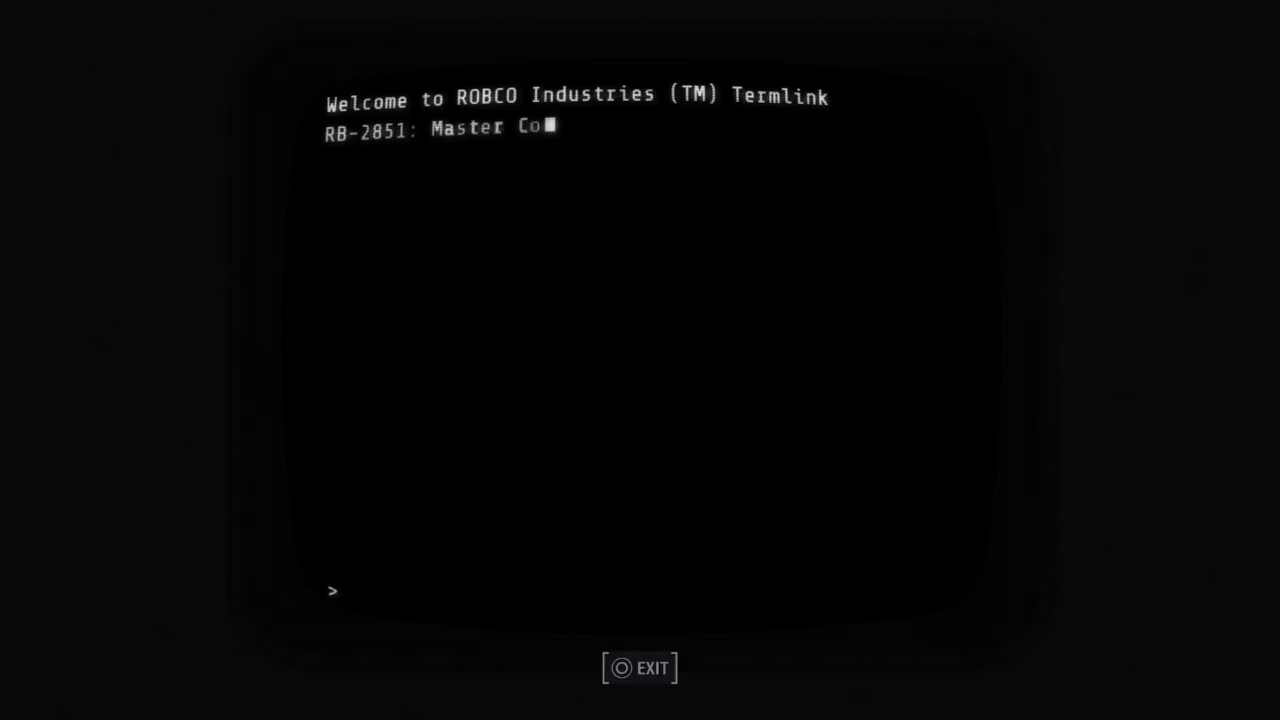 Welcome to ROBCO Industries (TM) Termlink
RB-2851: Master Co
>
EXIT